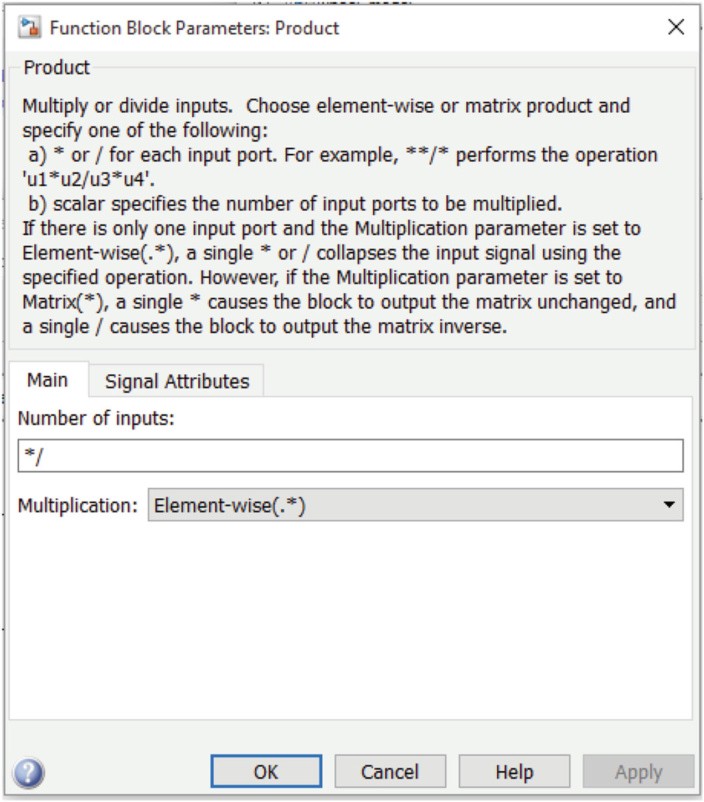 Function Block Parameters: Product
Product
Multiply or divide inputs.  Choose element-wise or matrix product and
specify one of the following:
a) * or / for each input port. For example, **/* performs the operation
'u1*u2/u3*u4'.
b) scalar specifies the number of input ports to be multiplied.
If there is only one input port and the Multiplication parameter is set to
Element-wise(.*), a single * or / collapses the input signal using the
specified operation. However, if the Multiplication parameter is set to
Matrix(*), a single * causes the block to output the matrix unchanged, and
a single / causes the block to output the matrix inverse.
Main Signal Attributes
Number of inputs:
*/
Multiplication: Element-wise(.*)
? OK Cancel Help Apply